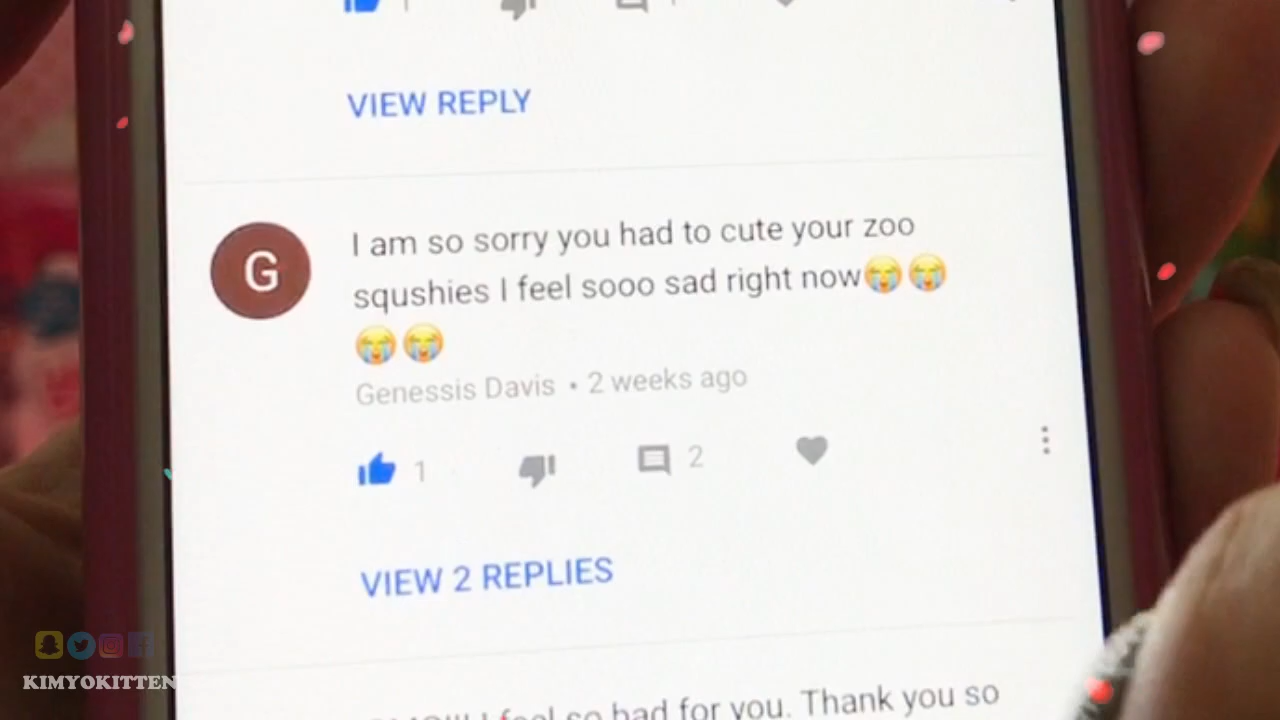 VIEW REPLY
G
I am so sorry you had to cute your zoo
squshies I feel sooo sad right now😭😭
😭😭
Genessis Davis • 2 weeks ago
1
2
VIEW 2 REPLIES
I feel so bad for you. Thank you so
KIMYOKITTEN